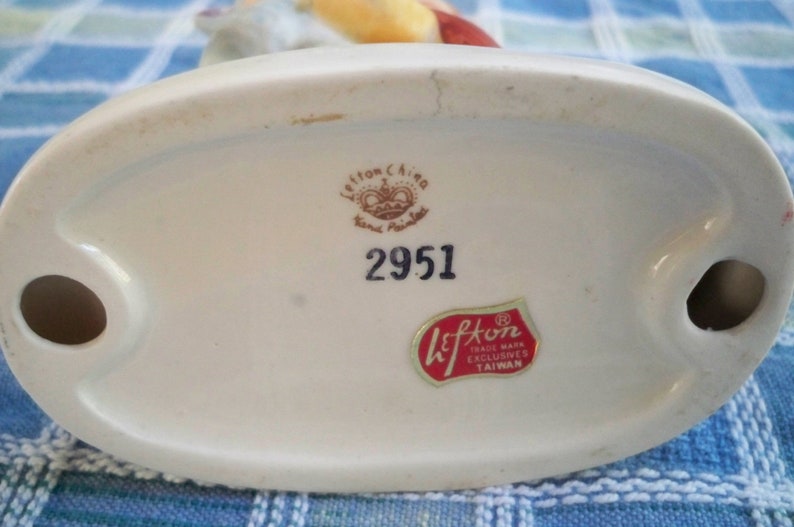 Lefton China
Hand Painted
2951
Lefton ®
TRADE MARK
EXCLUSIVES
TAIWAN